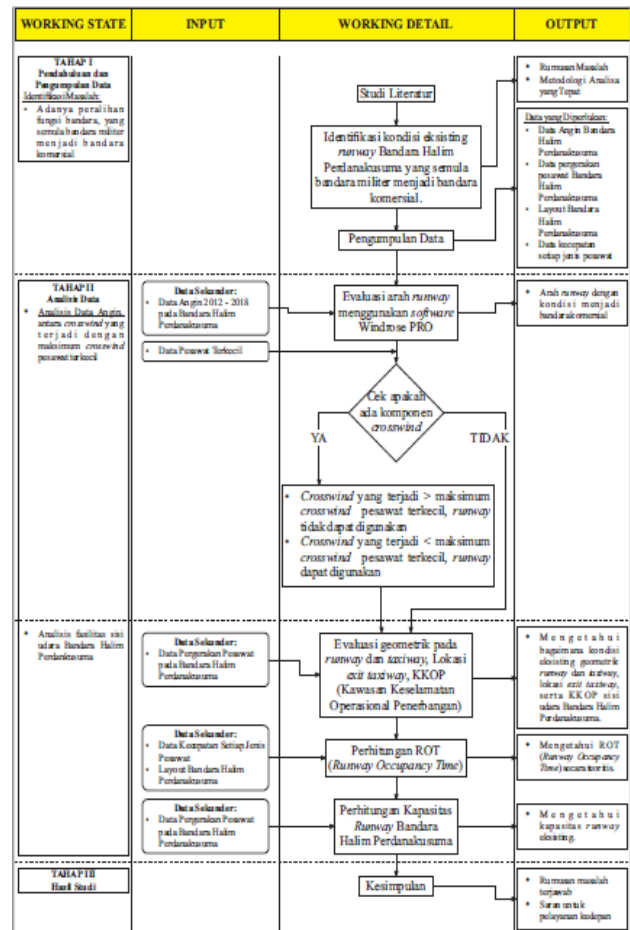 WORKING STATE
INPUT
WORKING DETAIL
OUTPUT
TAHAP I
Pendahuluan dan
Pengumpulan Data
Identifikasi Masalah:
• Adanya peralihan
fungsi bandara, yang
semula bandara militer
menjadi bandara
komersial
Studi Literatur
Identifikasi kondisi eksisting
runway Bandara Halim
Perdanakusuma yang semula
bandara militer menjadi bandara
komersial.
Pengumpulan Data
• Rumusan Masalah
• Metodologi Analisa
yang Tepat
Data yang Diperlukan:
• Data Angin Bandara
Halim
Perdanakusuma
• Data pergerakan
pesawat Bandara
Halim
Perdanakusuma
• Layout Bandara
Halim
Perdanakusuma
• Data kecepatan
setiap jenis pesawat
TAHAP II
Analisis Data
• Analisis Data Angin,
antara crosswind yang
terjadi dengan
maksimum crosswind
pesawat terkecil
Data Sekunder:
• Data Angin 2012 - 2018
pada Bandara Halim
Perdanakusuma
• Data Pesawat Terkecil
Evaluasi arah runway
menggunakan software
Windrose PRO
• Arah runway dengan
kondisi menjadi
bandara komersial
Cek apakah
ada komponen
crosswind
YA
TIDAK
• Crosswind yang terjadi > maksimum
crosswind pesawat terkecil, runway
tidak dapat digunakan
• Crosswind yang terjadi < maksimum
crosswind pesawat terkecil, runway
dapat digunakan
• Analisis fasilitas sisi
udara Bandara Halim
Perdanakusuma
Data Sekunder:
• Data Pergerakan Pesawat
pada Bandara Halim
Perdanakusuma
Evaluasi geometrik pada
runway dan taxiway, Lokasi
exit taxiway, KKOP
(Kawasan Keselamatan
Operasional Penerbangan)
• Mengetahui
bagaimana kondisi
eksisting geometrik
runway dan taxiway,
lokasi exit taxiway,
serta KKOP sisi
udara Bandara Halim
Perdanakusuma.
Data Sekunder:
• Data Kecepatan Setiap Jenis
Pesawat
• Layout Bandara Halim
Perdanakusuma
Perhitungan ROT
(Runway Occupancy Time)
• Mengetahui ROT
(Runway Occupancy
Time) secara teoritis.
Data Sekunder:
• Data Pergerakan Pesawat
pada Bandara Halim
Perdanakusuma
Perhitungan Kapasitas
Runway Bandara
Halim Perdanakusuma
• Mengetahui
kapasitas runway
eksisting.
TAHAP III
Hasil Studi
Kesimpulan
• Rumusan masalah
terjawab
• Saran untuk
pelayanan kedepan